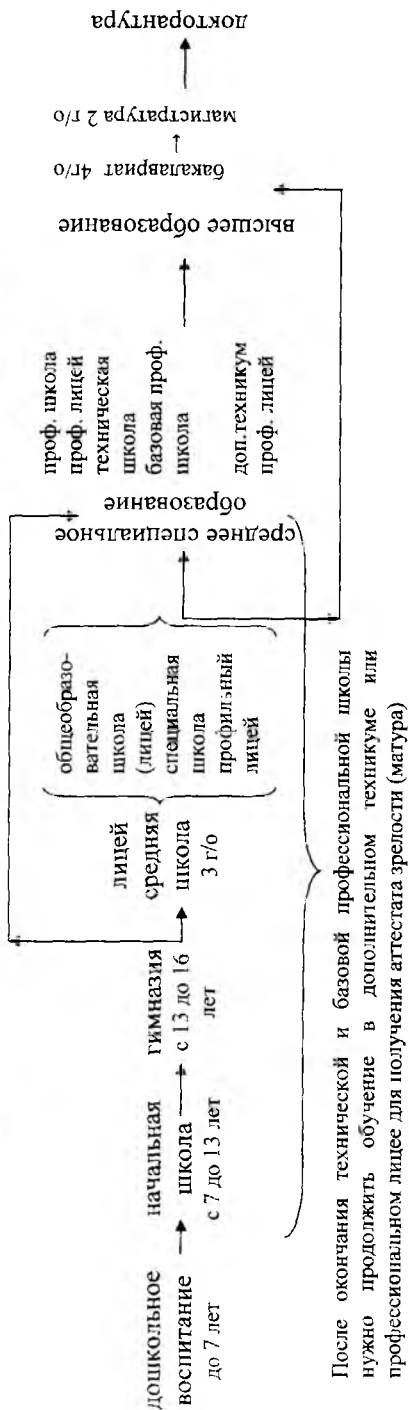 дошкольное
воспитание
до 7 лет
начальная
школа
с 7 до 13 лет
гимназия
с 13 до 16
лет
лицей
средняя
школа
3 г/о
общеобразо-
вательная
школа
(лицей)
специальная
школа
профильный
лицей
среднее специальное
образование
проф. школа
проф. лицей
техническая
школа
базовая проф.
школа
доп.техникум
проф. лицей
высшее образование
бакалавриат 4г/о
магистратура 2 г/о
докторантура
После окончания технической и базовой профессиональной школы
нужно продолжить обучение в дополнительном техникуме или
профессиональном лицее для получения аттестата зрелости (матура)